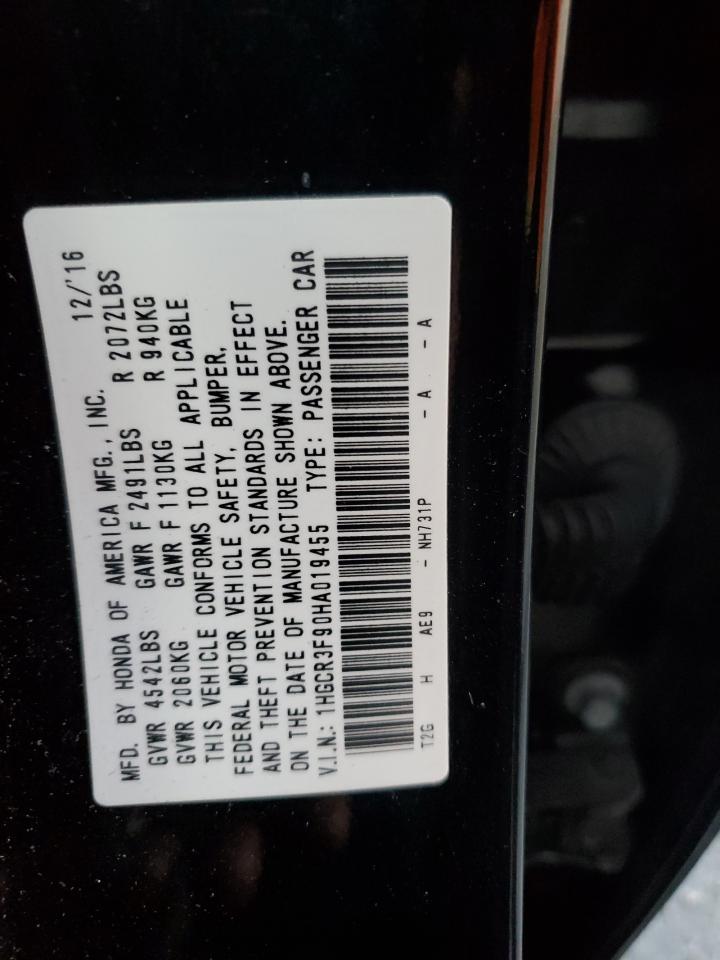 MFD. BY HONDA OF AMERICA MFG., INC. 12/'16
GVWR 4542LBS GAWR F 2491LBS R 2072LBS
GVWR 2060KG GAWR F 1130KG R 940KG
THIS VEHICLE CONFORMS TO ALL APPLICABLE
FEDERAL MOTOR VEHICLE SAFETY, BUMPER,
AND THEFT PREVENTION STANDARDS IN EFFECT
ON THE DATE OF MANUFACTURE SHOWN ABOVE.
V.I.N.: 1HGCR3F90HA019455 TYPE: PASSENGER CAR
T2G H AE9 - NH731P - A - A